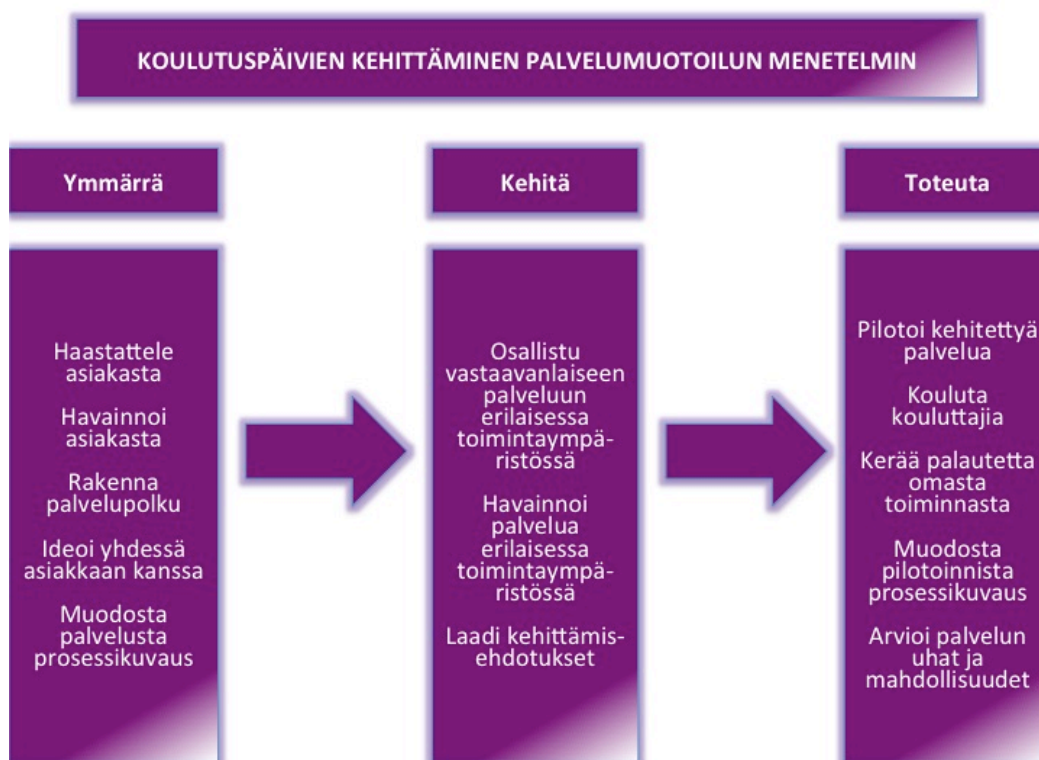 KOULUTUSPÄIVIEN KEHITTÄMINEN PALVELUMUOTOILUN MENETELMIN
Ymmärrä
Haastattele
asiakasta
Havainnoi
asiakasta
Rakenna
palvelupolku
Ideoi yhdessä
asiakkaan kanssa
Muodosta
palvelusta
prosessikuvaus
Kehitä
Osallistu
vastaavanlaiseen
palveluun
erilaisessa
toimintaympä-
ristössä
Havainnoi
palvelua
erilaisessa
toimintaympä-
ristössä
Laadi kehittämis-
ehdotukset
Toteuta
Pilotoi kehitettyä
palvelua
Kouluta
kouluttajia
Kerää palautetta
omasta
toiminnasta
Muodosta
pilotoinnista
prosessikuvaus
Arvioi palvelun
uhat ja
mahdollisuudet